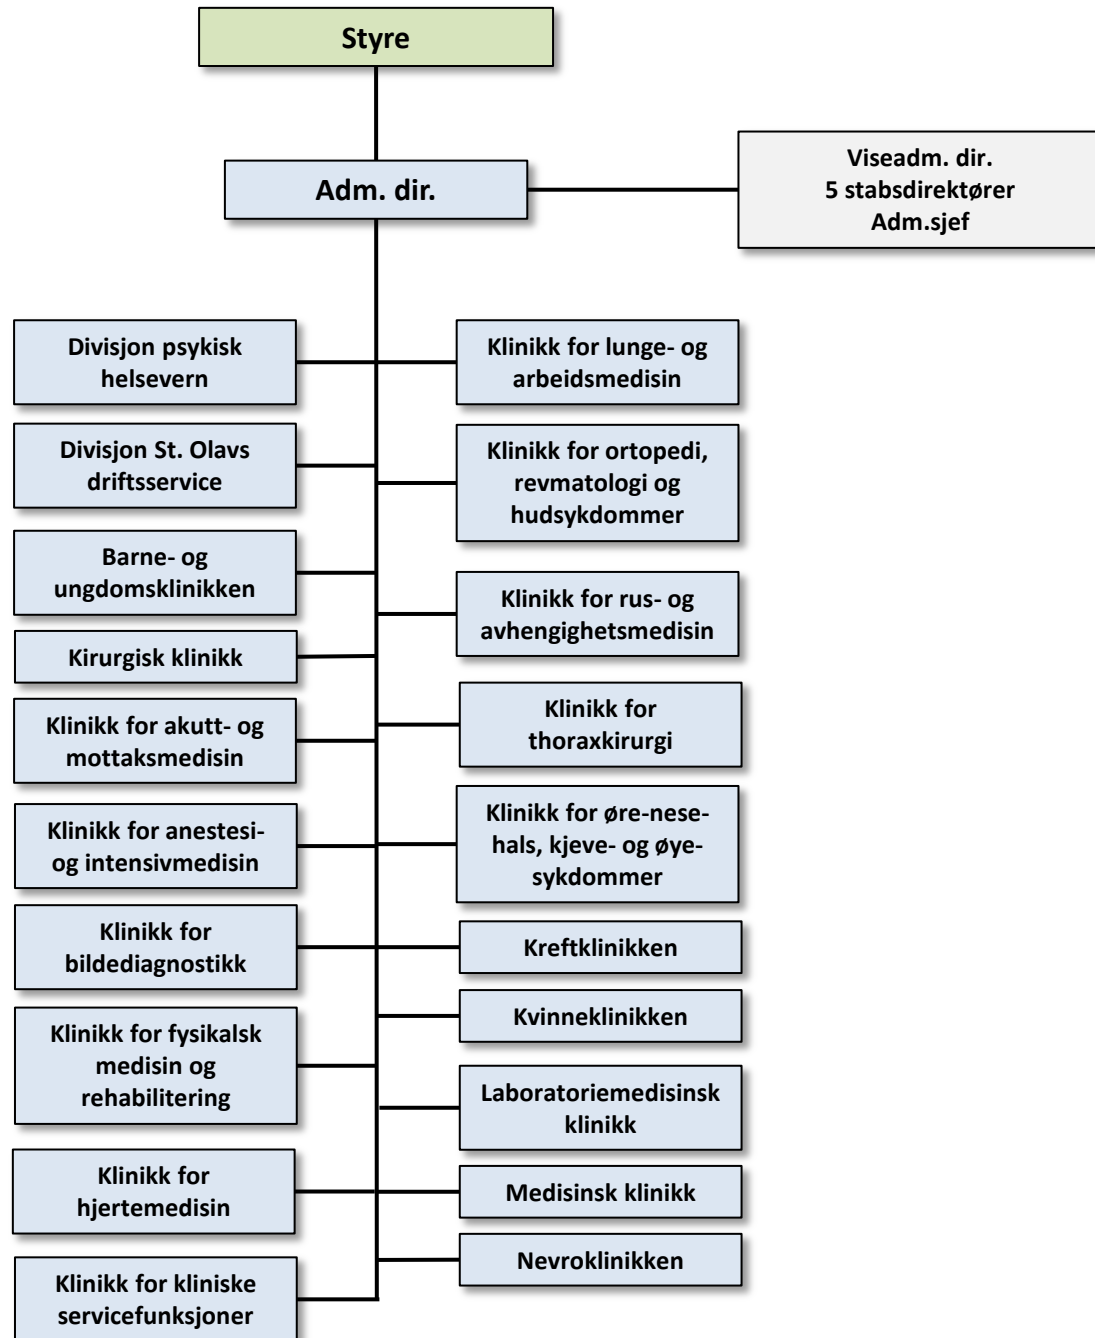 Styre
Adm. dir.
Viseadm. dir.
5 stabsdirektører
Adm.sjef
Divisjon psykisk
helsevern
Divisjon St. Olavs
driftsservice
Barne- og
ungdomsklinikken
Kirurgisk klinikk
Klinikk for akutt- og
mottaksmedisin
Klinikk for anestesi-
og intensivmedisin
Klinikk for
bildediagnostikk
Klinikk for fysikalsk
medisin og
rehabilitering
Klinikk for
hjertemedisin
Klinikk for kliniske
servicefunksjoner
Klinikk for lunge- og
arbeidsmedisin
Klinikk for ortopedi,
revmatologi og
hudsykdommer
Klinikk for rus- og
avhengighetsmedisin
Klinikk for
thoraxkirurgi
Klinikk for øre-nese-
hals, kjeve- og øye-
sykdommer
Kreftklinikken
Kvinneklinikken
Laboratoriemedisinsk
klinikk
Medisinsk klinikk
Nevroklinikken